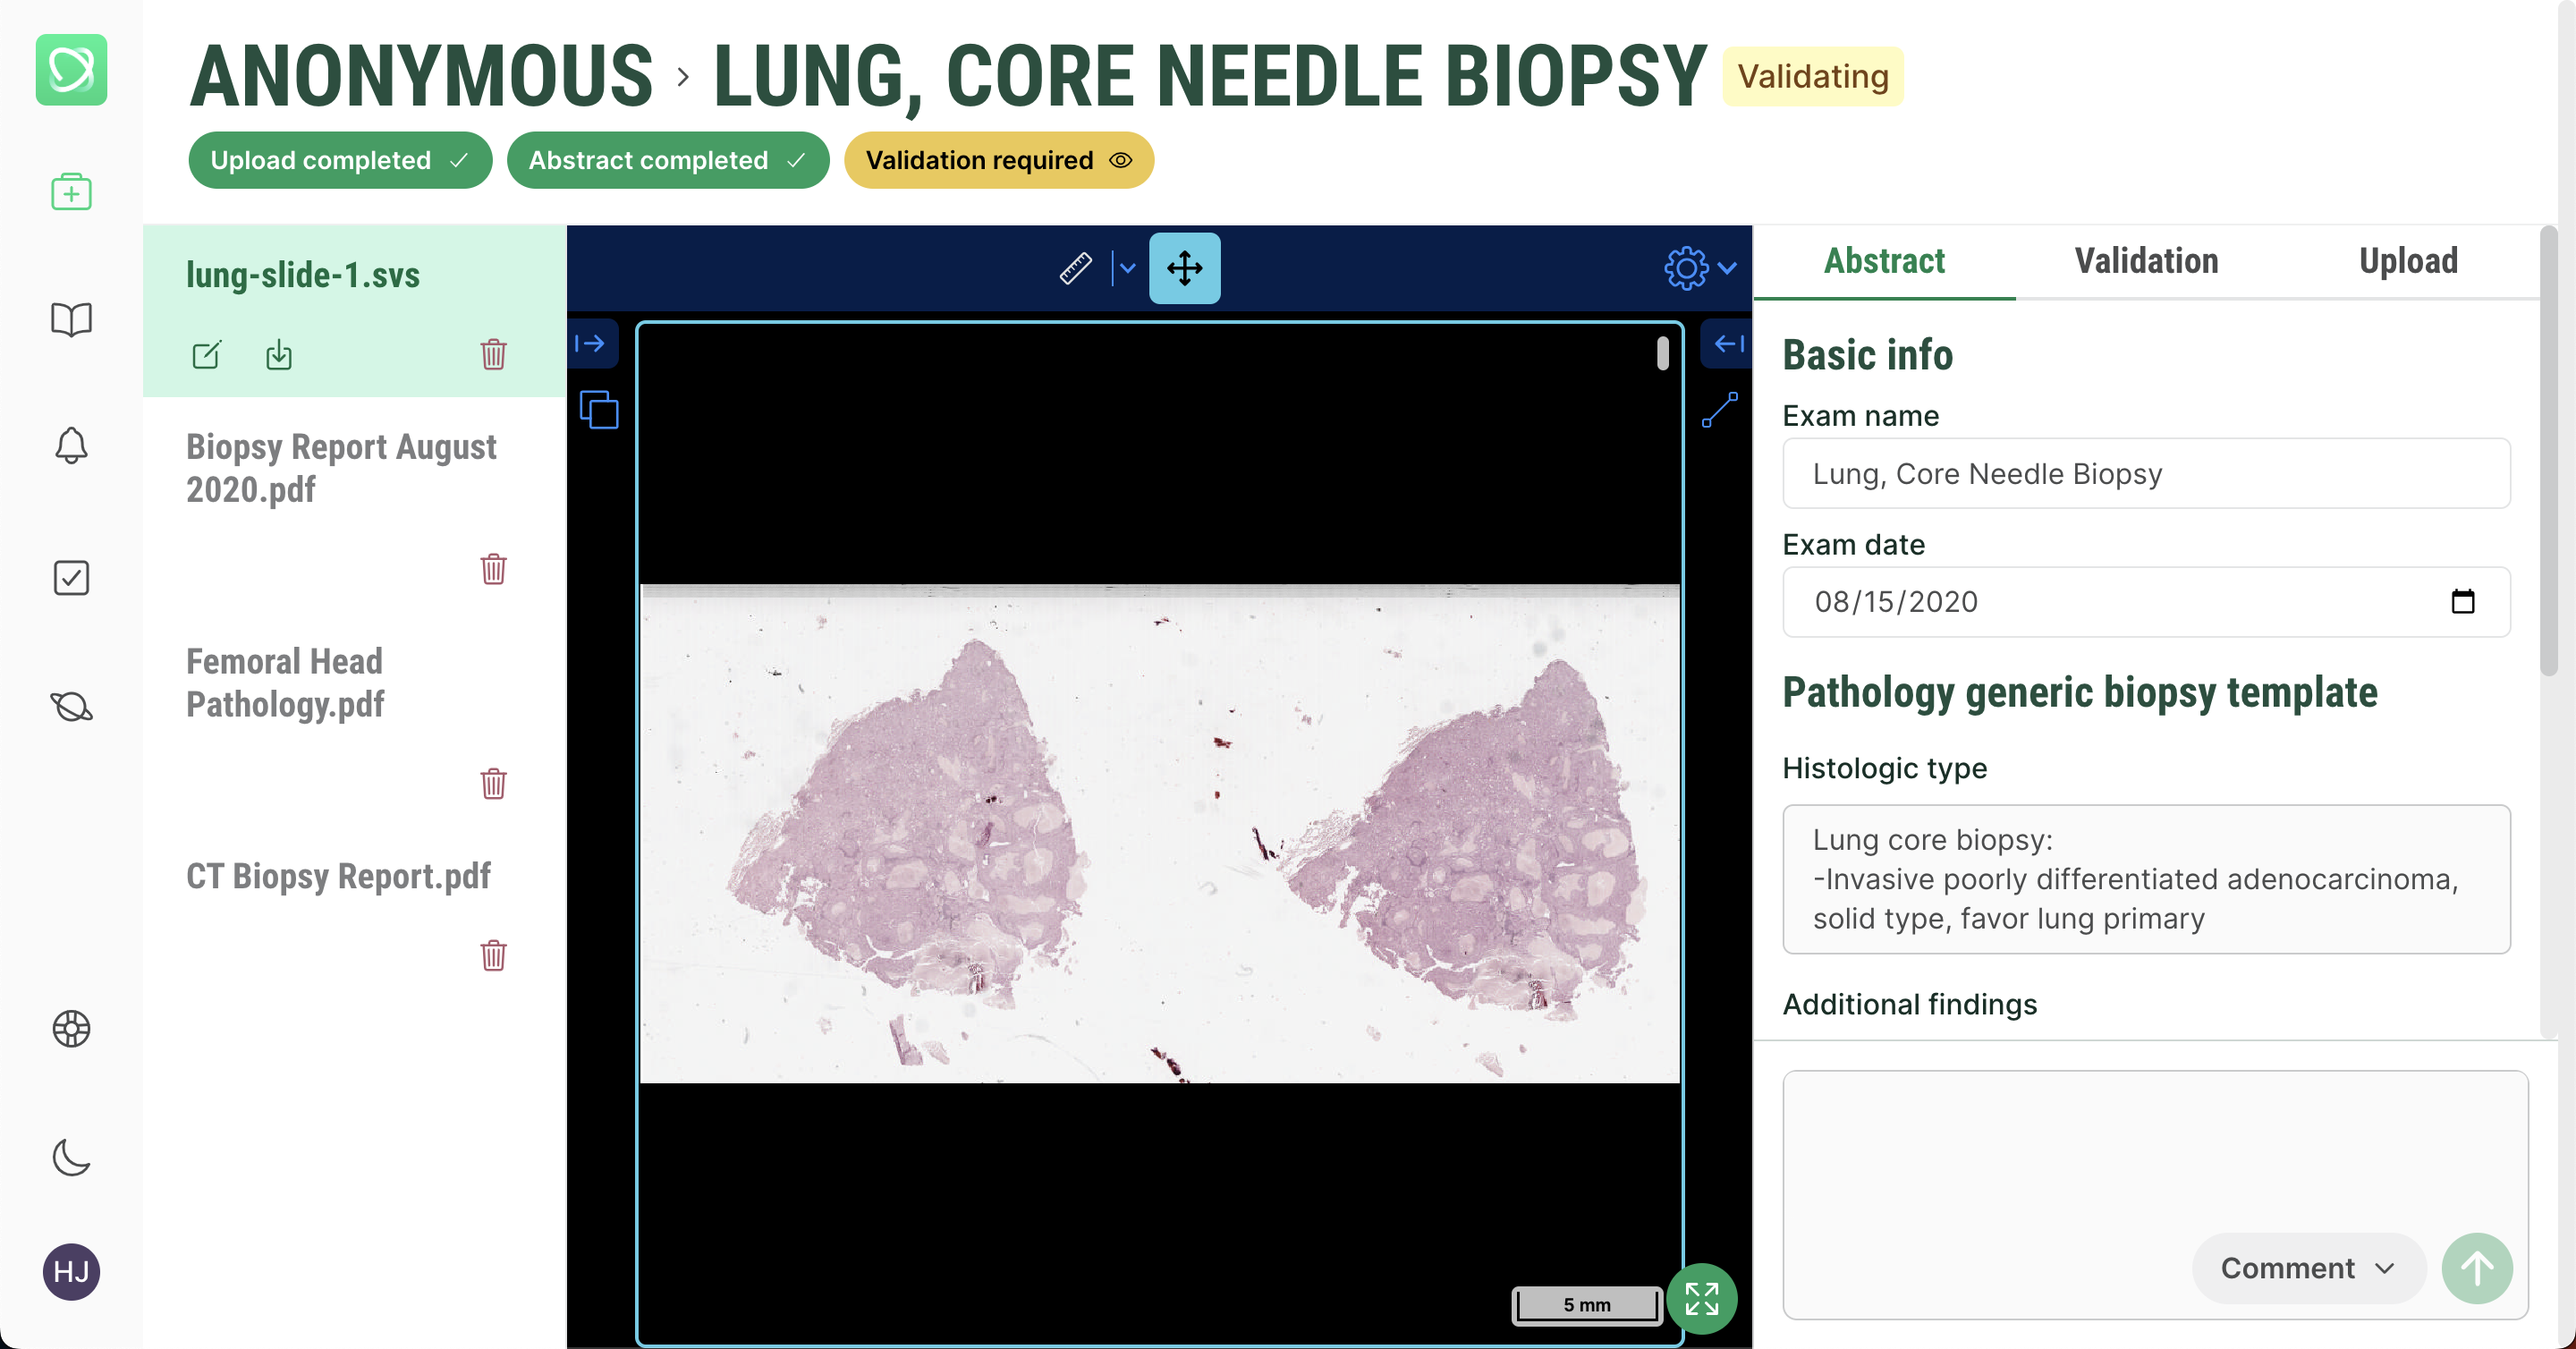 ANONYMOUS › LUNG, CORE NEEDLE BIOPSY Validating
Upload completed
Abstract completed
Validation required
lung-slide-1.svs
Biopsy Report August
2020.pdf
Femoral Head
Pathology.pdf
CT Biopsy Report.pdf
HJ
5 mm
Abstract
Validation
Upload
Basic info
Exam name
Lung, Core Needle Biopsy
Exam date
08/15/2020
Pathology generic biopsy template
Histologic type
Lung core biopsy:
-Invasive poorly differentiated adenocarcinoma,
solid type, favor lung primary
Additional findings
Comment